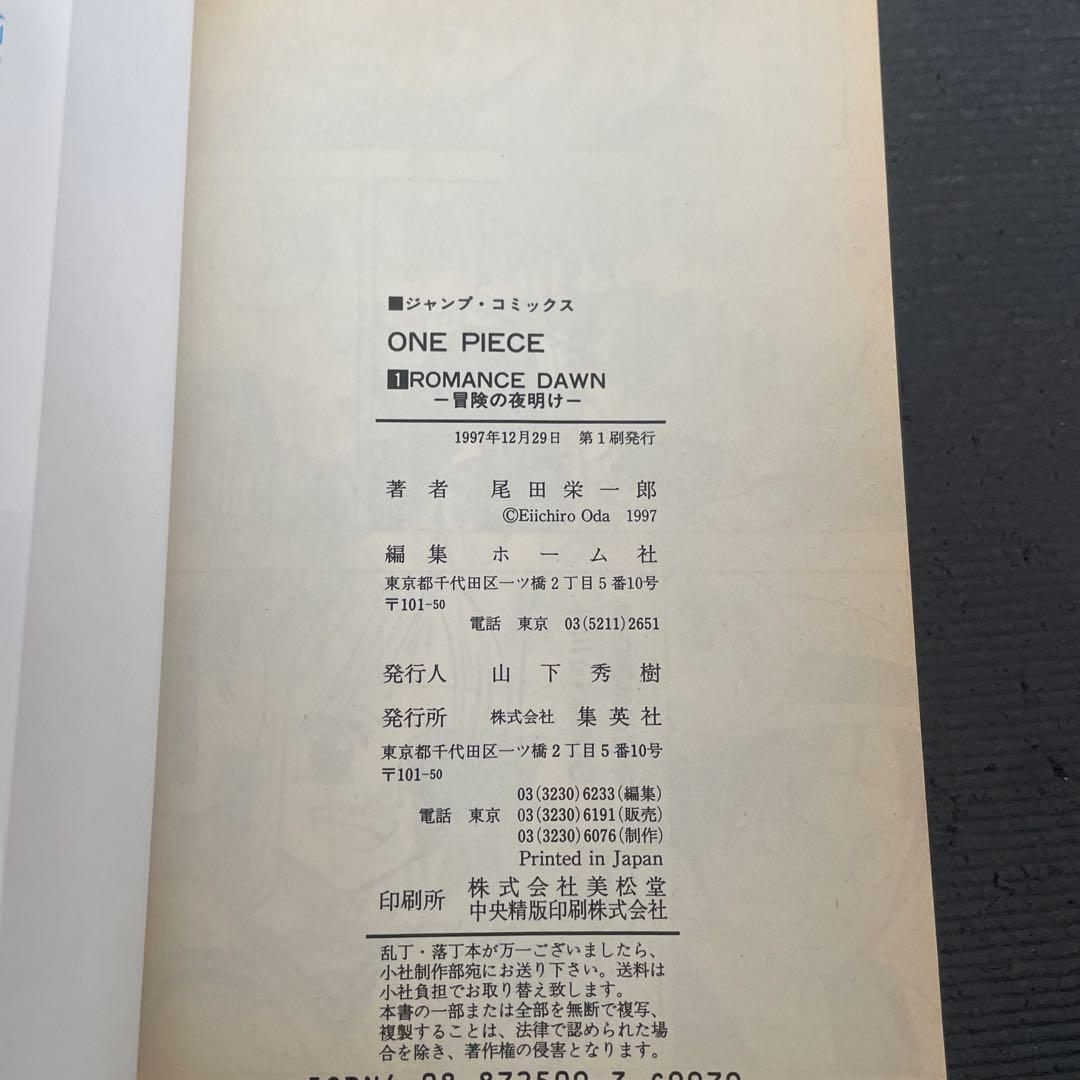 ■ジャンプ・コミックス
ONE PIECE
1 ROMANCE DAWN
―冒険の夜明け―
1997年12月29日 第1刷発行
著者 尾田栄一郎
©Eiichiro Oda 1997
編集 ホーム社
東京都千代田区一ツ橋2丁目5番10号
〒101-50
電話 東京 03(5211)2651
発行人 山下秀樹
発行所 株式会社 集英社
東京都千代田区一ツ橋2丁目5番10号
〒101-50
03(3230)6233(編集)
電話 東京 03(3230)6191(販売)
03(3230)6076(制作)
Printed in Japan
印刷所 株式会社美松堂
中央精版印刷株式会社
乱丁・落丁本が万一ございましたら、
小社制作部宛にお送り下さい。送料は
小社負担でお取り替え致します。
本書の一部または全部を無断で複写、
複製することは、法律で認められた場
合を除き、著作権の侵害となります。